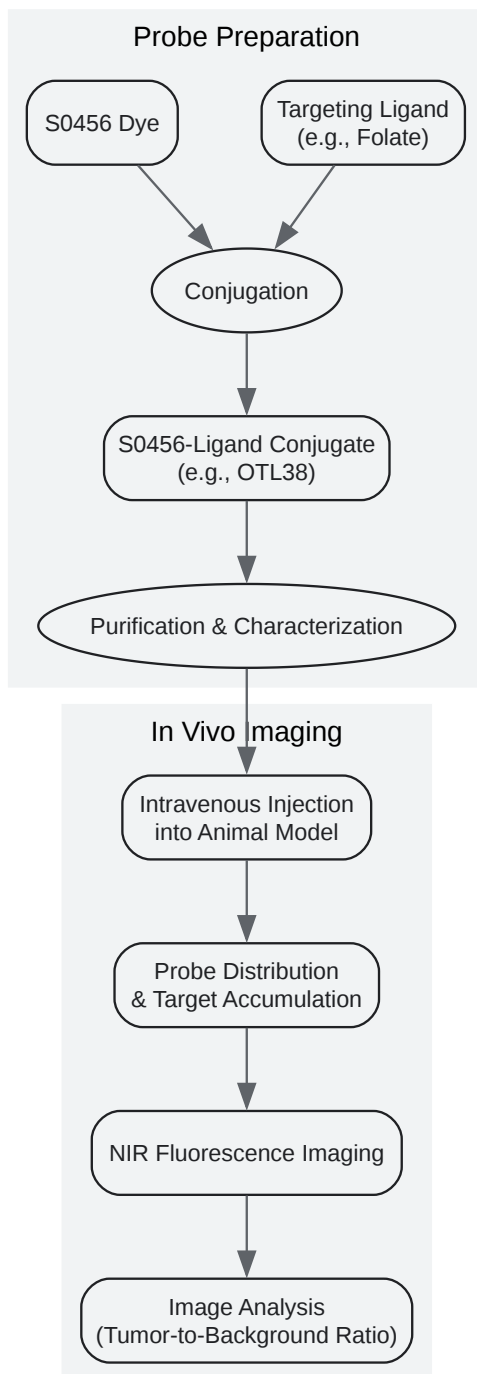 Probe Preparation
S0456 Dye
Targeting Ligand
(e.g., Folate)
Conjugation
S0456-Ligand Conjugate
(e.g., OTL38)
Purification & Characterization
In Vivo Imaging
Intravenous Injection
into Animal Model
Probe Distribution
& Target Accumulation
NIR Fluorescence Imaging
Image Analysis
(Tumor-to-Background Ratio)